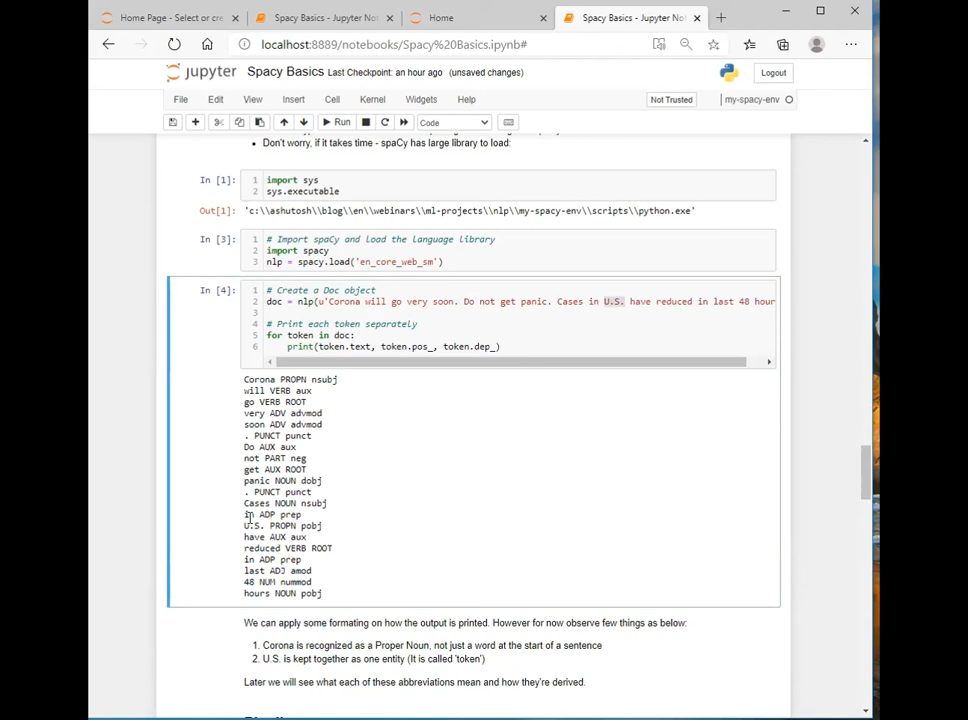 Home Page - Select or cre
Spacy Basics - Jupyter Not
Home
Spacy Basics - Jupyter Not
localhost:8889/notebooks/Spacy%20Basics.ipynb#
jupyter Spacy Basics Last Checkpoint: an hour ago (unsaved changes)
Logout
File Edit View Insert Cell Kernel Widgets Help
Not Trusted
my-spacy-env
Run
Code
Don't worry, if it takes time - spaCy has large library to load:
In [1]:
1 import sys
2 sys.executable
Out[1]: 'c:\\ashutosh\\blog\\en\\webinars\\ml-projects\\nlp\\my-spacy-env\\scripts\\python.exe'
In [3]:
1 # Import spaCy and load the language library
2 import spacy
3 nlp = spacy.load('en_core_web_sm')
In [4]:
1 # Create a Doc object
2 doc = nlp(u'Corona will go very soon. Do not get panic. Cases in U.S. have reduced in last 48 hour
3
4 # Print each token separately
5 for token in doc:
6 print(token.text, token.pos_, token.dep_)
Corona PROPN nsubj
will VERB aux
go VERB ROOT
very ADV advmod
soon ADV advmod
. PUNCT punct
Do AUX aux
not PART neg
get AUX ROOT
panic NOUN dobj
. PUNCT punct
Cases NOUN nsubj
in ADP prep
U.S. PROPN pobj
have AUX aux
reduced VERB ROOT
in ADP prep
last ADJ amod
48 NUM nummod
hours NOUN pobj
We can apply some formating on how the output is printed. However for now observe few things as below:
1. Corona is recognized as a Proper Noun, not just a word at the start of a sentence
2. U.S. is kept together as one entity (It is called 'token')
Later we will see what each of these abbreviations mean and how they're derived.